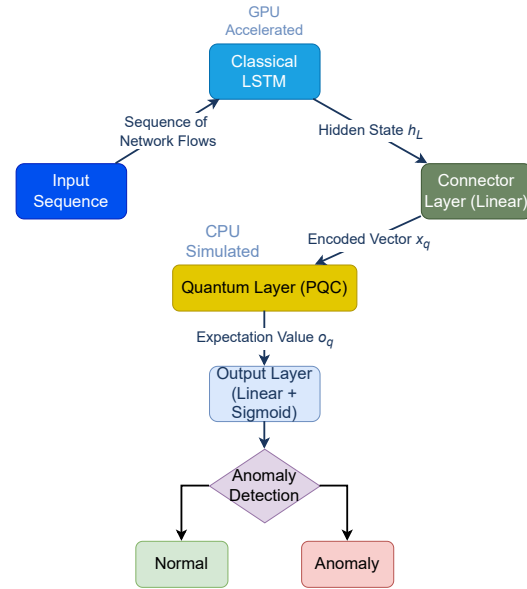 GPU
Accelerated
Classical
LSTM
Sequence of
Network Flows
Hidden State h_L
Input
Sequence
Connector
Layer (Linear)
CPU
Simulated
Encoded Vector x_q
Quantum Layer (PQC)
Expectation Value o_q
Output Layer
(Linear +
Sigmoid)
Anomaly
Detection
Normal
Anomaly